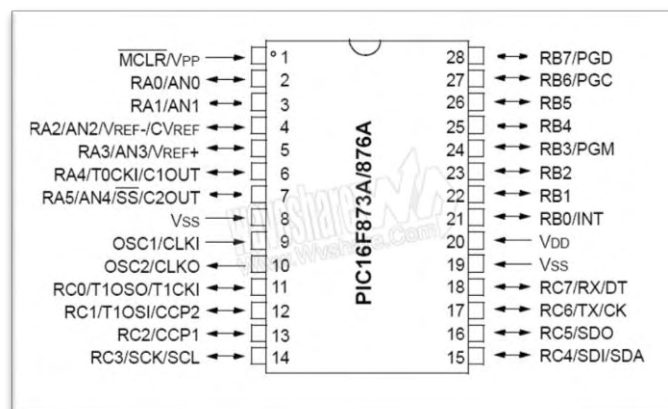 MCLR/VPP 1 28 RB7/PGD
RA0/AN0 2 27 RB6/PGC
RA1/AN1 3 26 RB5
RA2/AN2/VREF-/CVREF 4 25 RB4
RA3/AN3/VREF+ 5 24 RB3/PGM
RA4/T0CKI/C1OUT 6 23 RB2
RA5/AN4/SS/C2OUT 7 22 RB1
VSS 8 21 RB0/INT
OSC1/CLKI 9 20 VDD
OSC2/CLKO 10 19 VSS
RC0/T1OSO/T1CKI 11 18 RC7/RX/DT
RC1/T1OSI/CCP2 12 17 RC6/TX/CK
RC2/CCP1 13 16 RC5/SDO
RC3/SCK/SCL 14 15 RC4/SDI/SDA
PIC16F873A/876A
waveshare
www.Wvshare.com